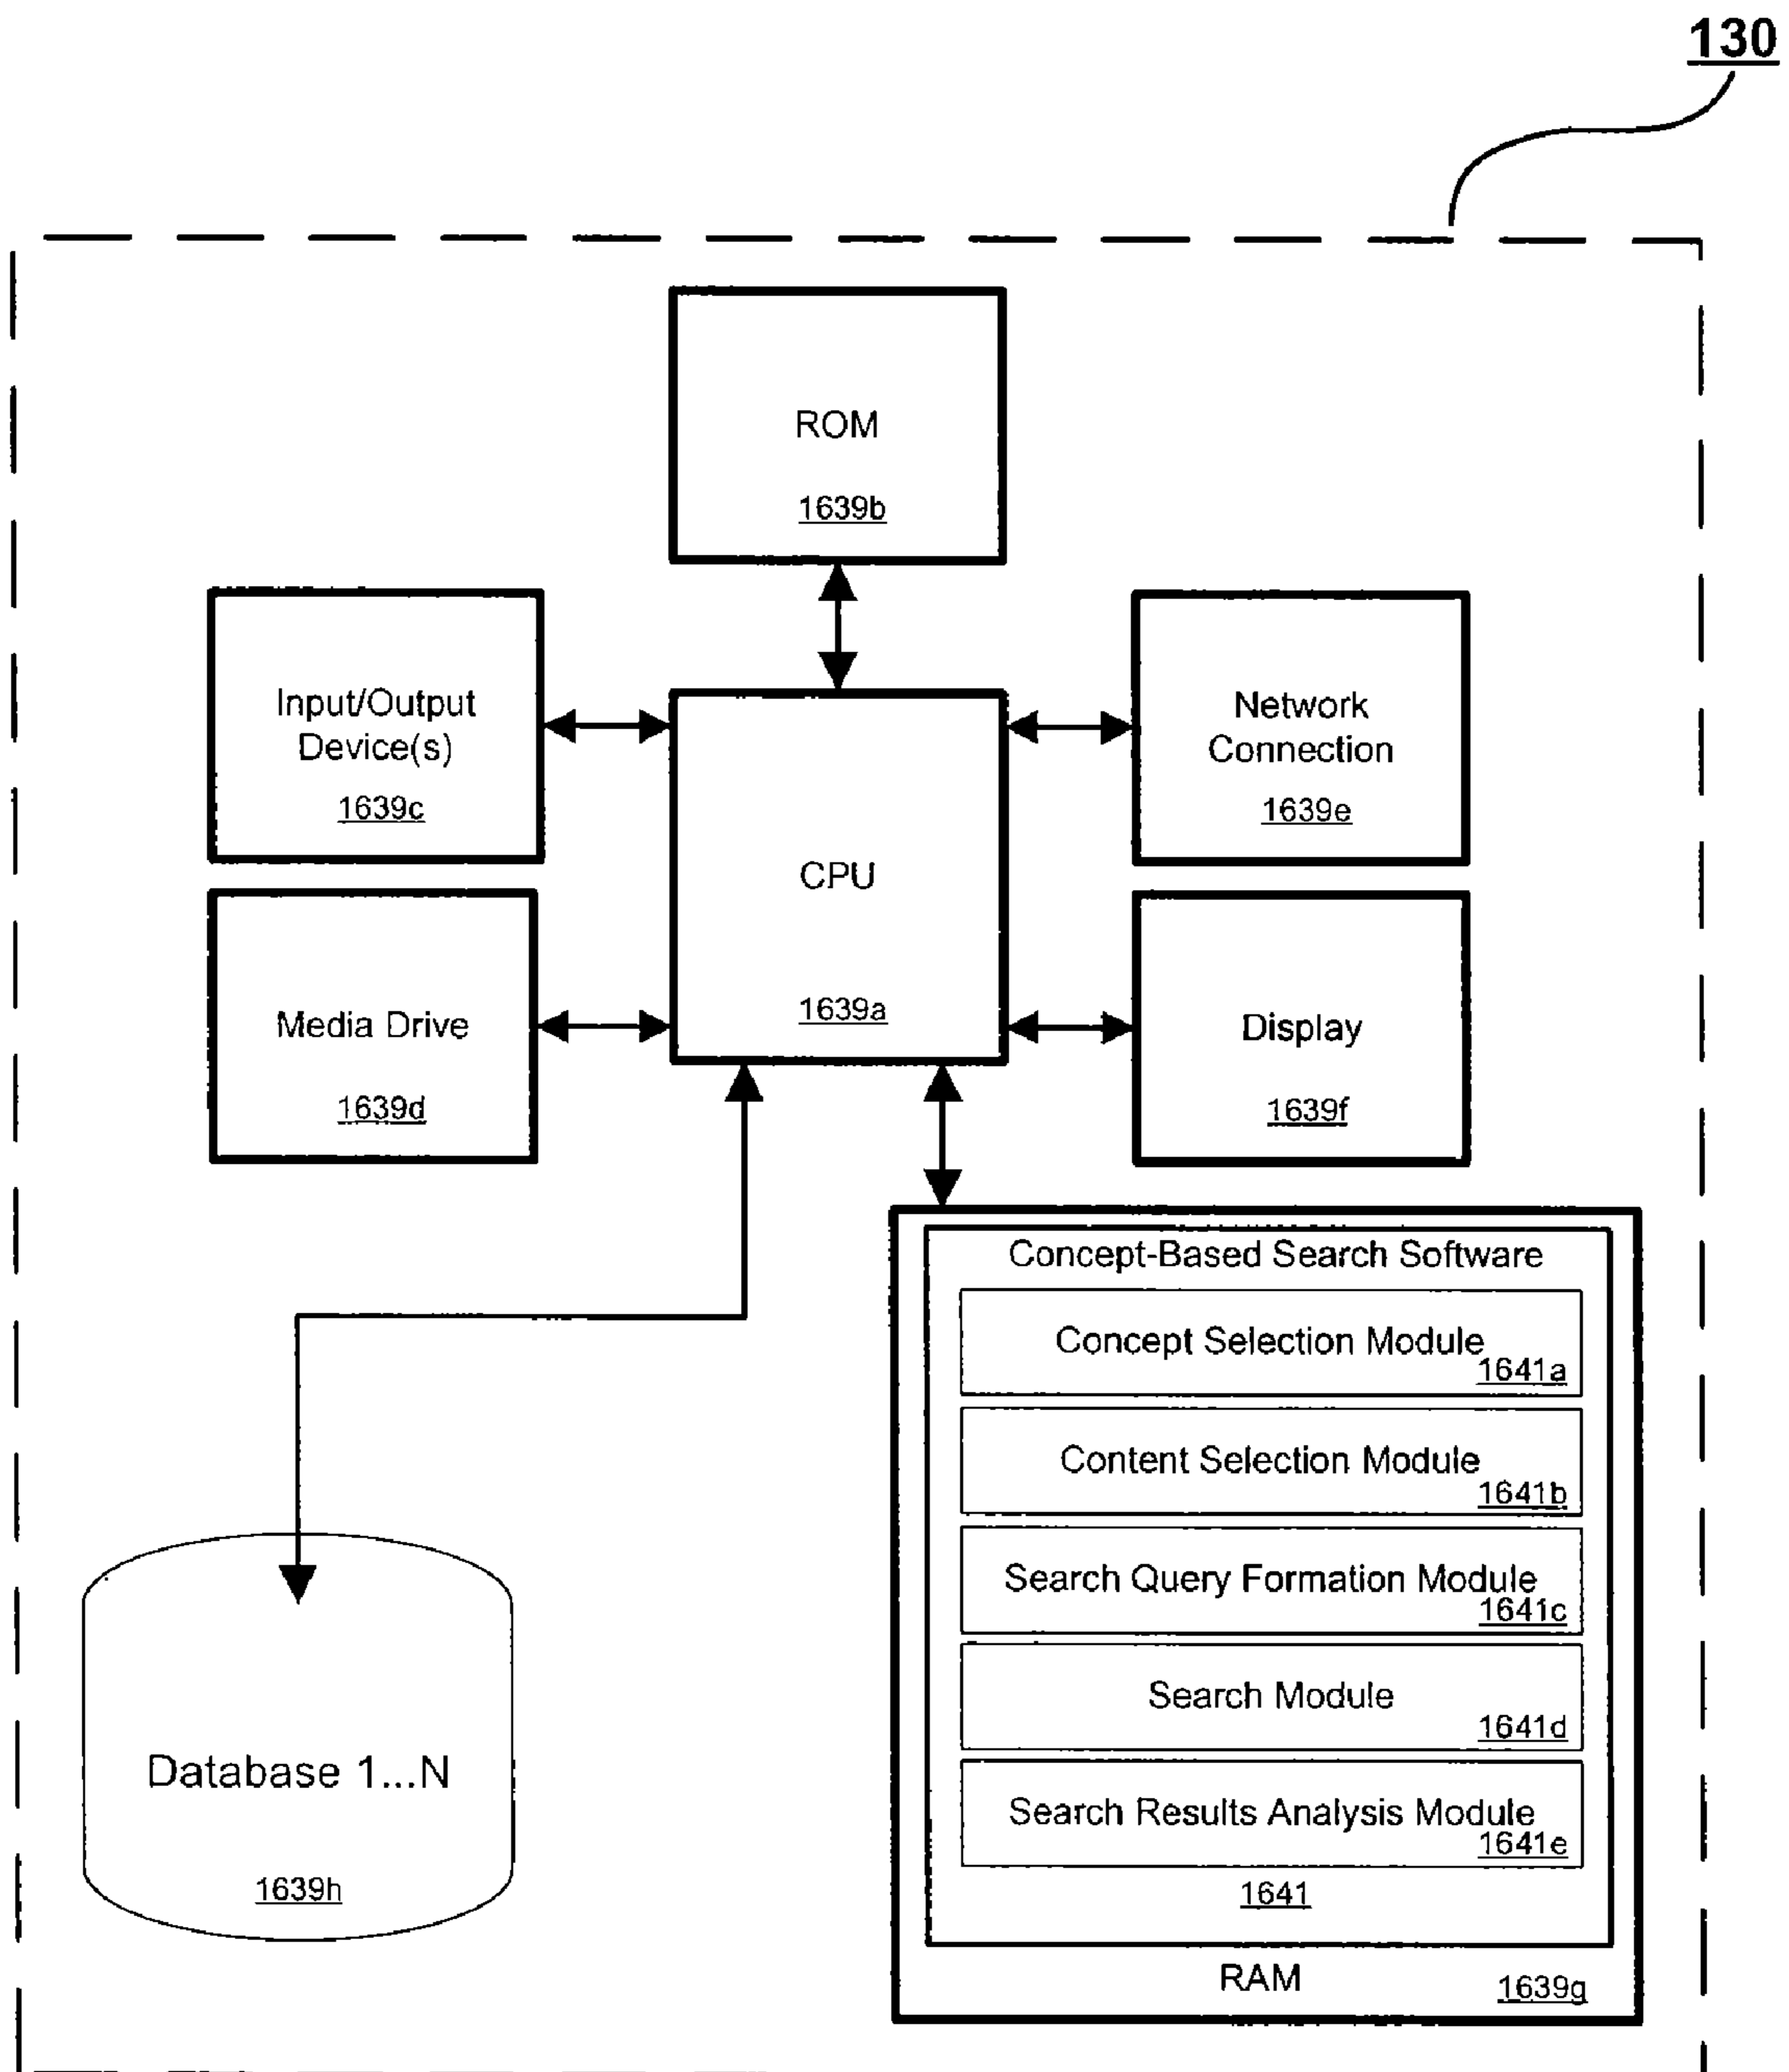 130
ROM
1639b
Input/Output
Device(s)
1639c
Network
Connection
1639e
CPU
1639a
Media Drive
1639d
Display
1639f
Concept-Based Search Software
Concept Selection Module
1641a
Content Selection Module
1641b
Search Query Formation Module
1641c
Search Module
1641d
Search Results Analysis Module
1641e
1641
RAM
1639g
Database 1...N
1639h